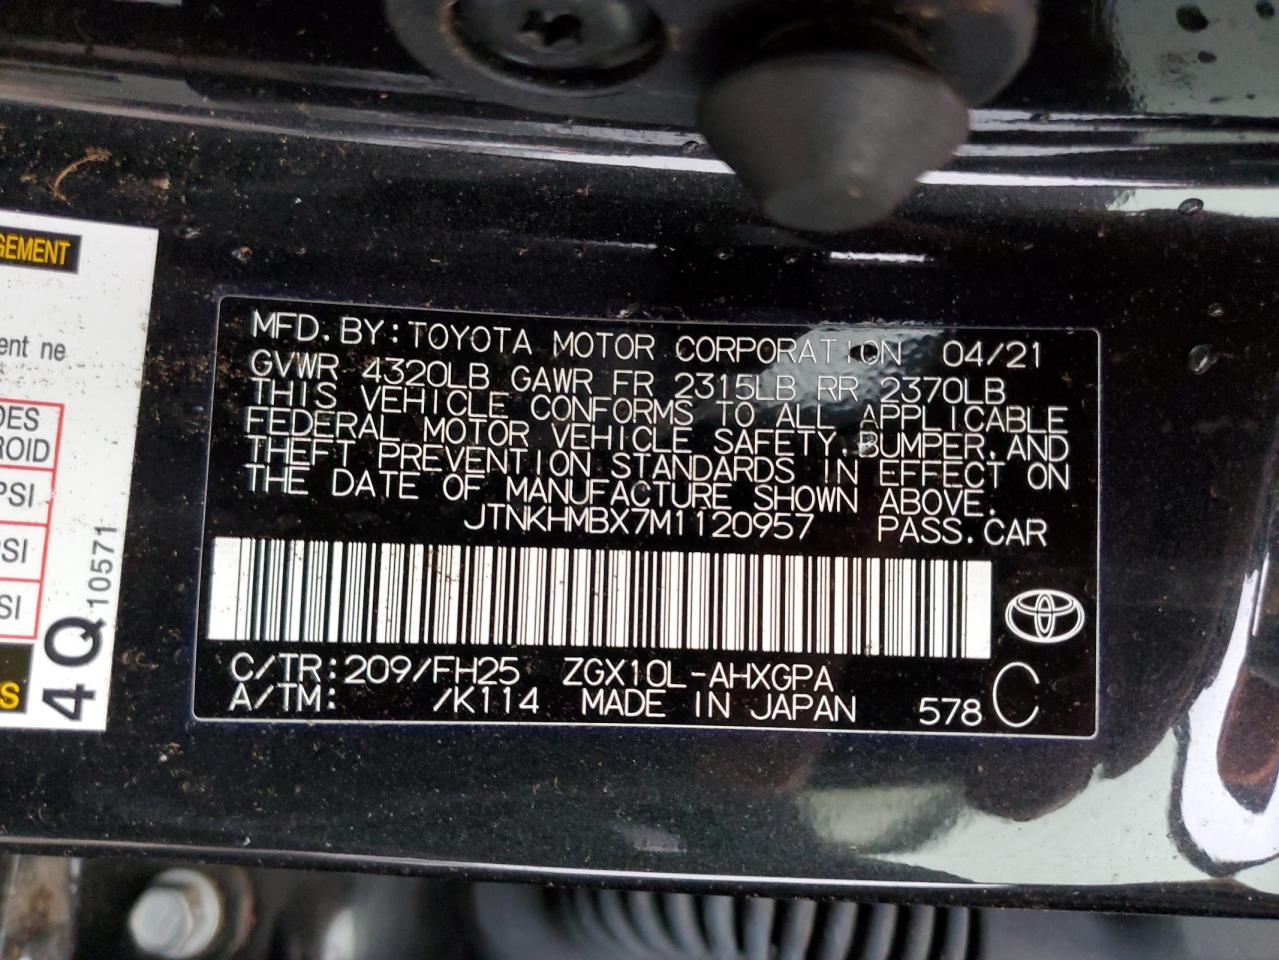 GEMENT
ent ne
DES
ROID
PSI
PSI
SI
S
4Q 10571
MFD.BY:TOYOTA MOTOR CORPORATION 04/21
GVWR 4320LB GAWR FR 2315LB RR 2370LB
THIS VEHICLE CONFORMS TO ALL APPLICABLE
FEDERAL MOTOR VEHICLE SAFETY,BUMPER,AND
THEFT PREVENTION STANDARDS IN EFFECT ON
THE DATE OF MANUFACTURE SHOWN ABOVE.
JTNKHMBX7M1120957 PASS.CAR
C/TR:209/FH25 ZGX10L-AHXGPA
A/TM: /K114 MADE IN JAPAN 578 C